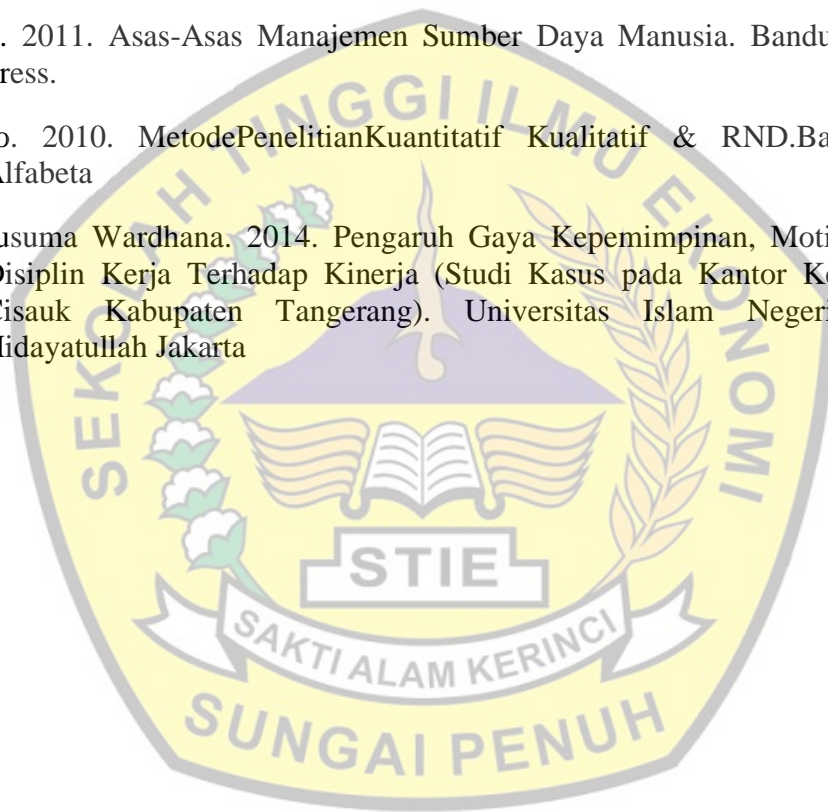 . 2011. Asas-Asas Manajemen Sumber Daya Manusia. Bandu
ress.
o. 2010. MetodePenelitianKuantitatif Kualitatif & RND.Ba
Alfabeta
usuma Wardhana. 2014. Pengaruh Gaya Kepemimpinan, Moti
Disiplin Kerja Terhadap Kinerja (Studi Kasus pada Kantor Ke
Cisauk Kabupaten Tangerang). Universitas Islam Negeri
Hidayatullah Jakarta
SEKOLAH TINGGI ILMU EKONOMI
STIE
SAKTI ALAM KERINCI
SUNGAI PENUH